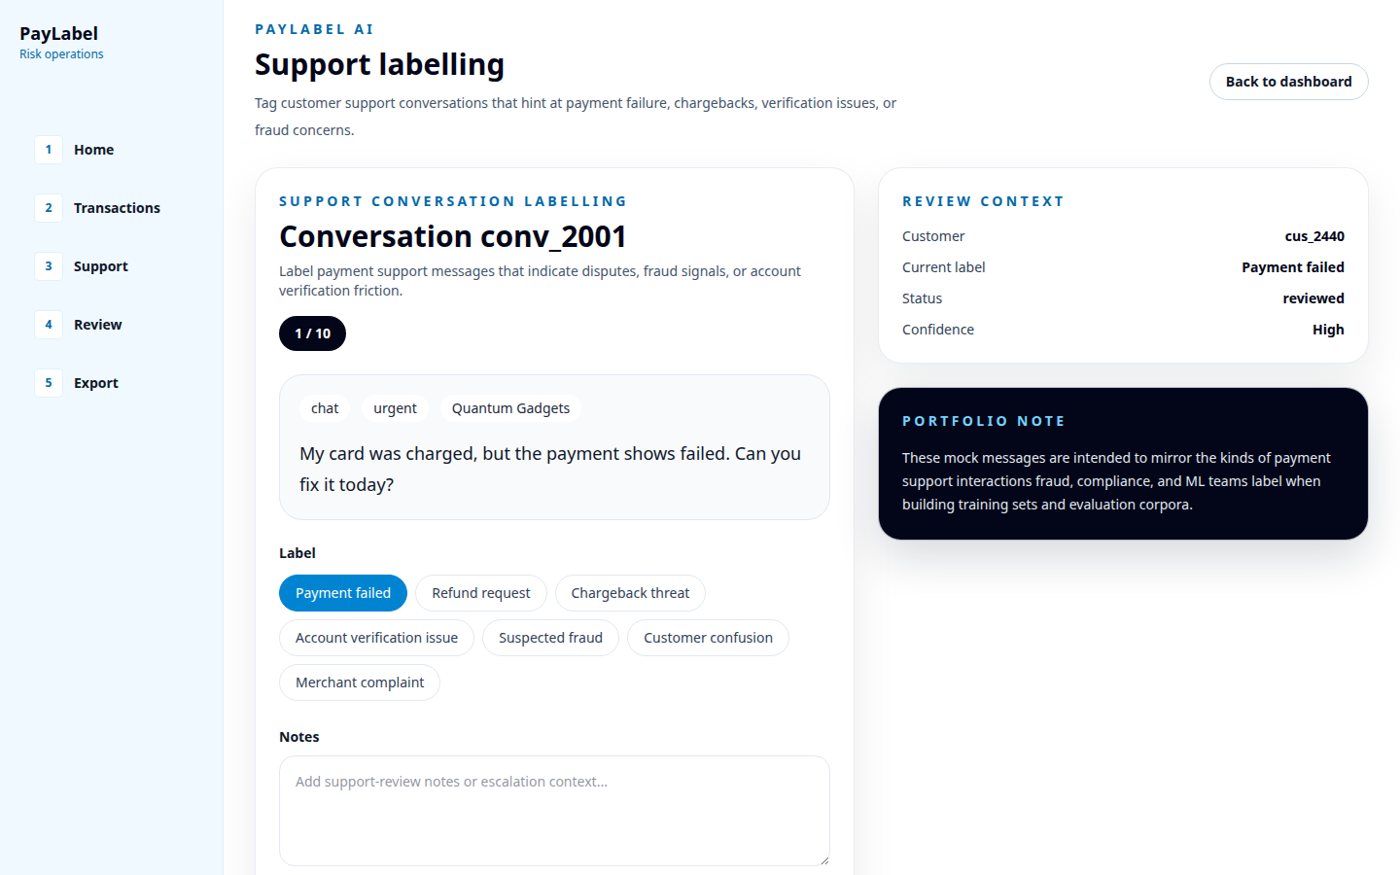 PayLabel
Risk operations
1 Home
2 Transactions
3 Support
4 Review
5 Export
PAYLABEL AI
Support labelling
Tag customer support conversations that hint at payment failure, chargebacks, verification issues, or
fraud concerns.
Back to dashboard
SUPPORT CONVERSATION LABELLING
Conversation conv_2001
Label payment support messages that indicate disputes, fraud signals, or account
verification friction.
1 / 10
chat urgent Quantum Gadgets
My card was charged, but the payment shows failed. Can you
fix it today?
Label
Payment failed Refund request Chargeback threat
Account verification issue Suspected fraud Customer confusion
Merchant complaint
Notes
Add support-review notes or escalation context...
REVIEW CONTEXT
Customer cus_2440
Current label Payment failed
Status reviewed
Confidence High
PORTFOLIO NOTE
These mock messages are intended to mirror the kinds of payment
support interactions fraud, compliance, and ML teams label when
building training sets and evaluation corpora.